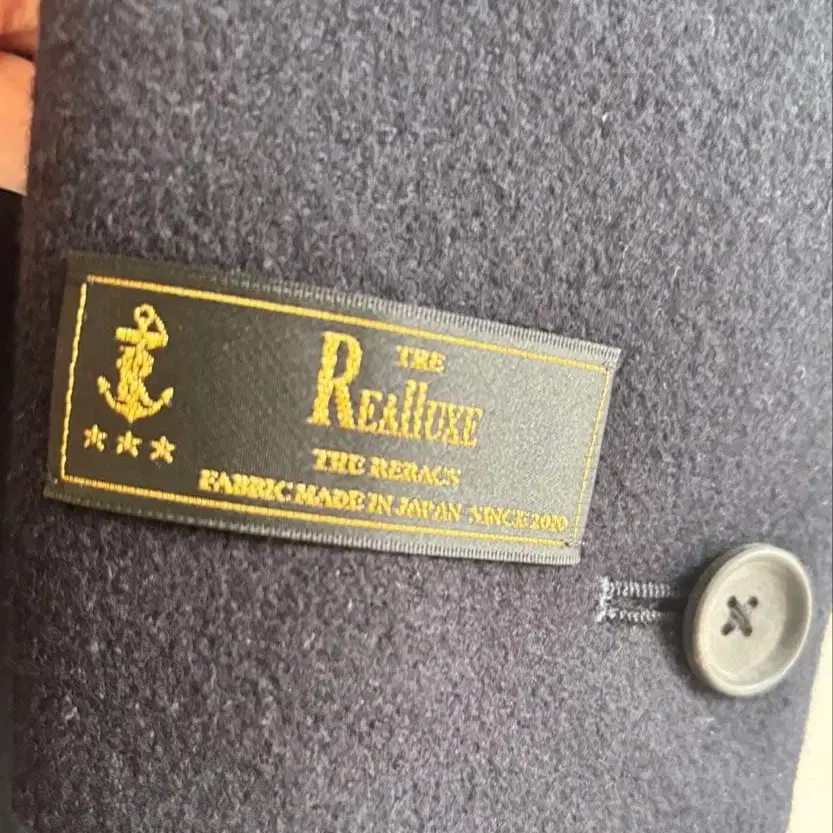 THE
REAllUXE
THE RERACS
FABRIC MADE IN JAPAN SINCE 2010